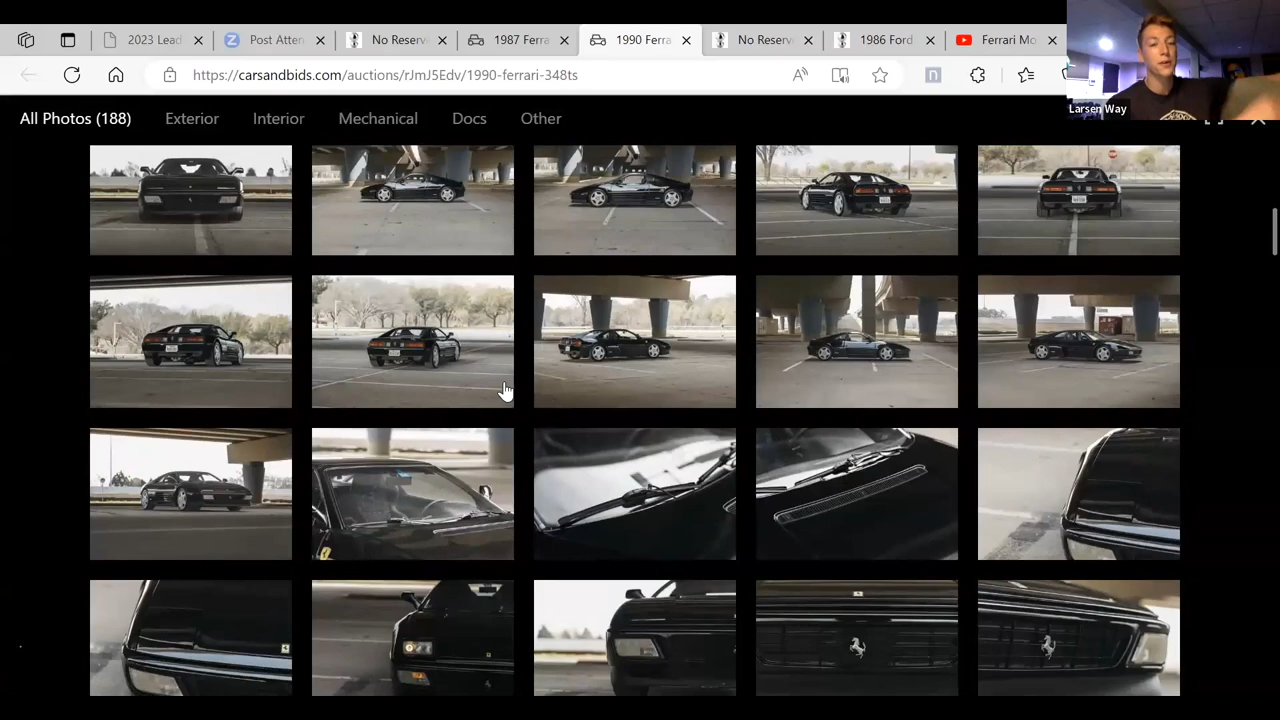 2023 Lead
Post Atten
No Reserv
1987 Ferra
1990 Ferra
No Reserv
1986 Ford
Ferrari Mo
https://carsandbids.com/auctions/rJmJ5Edv/1990-ferrari-348ts
Larsen Way
All Photos (188)
Exterior
Interior
Mechanical
Docs
Other